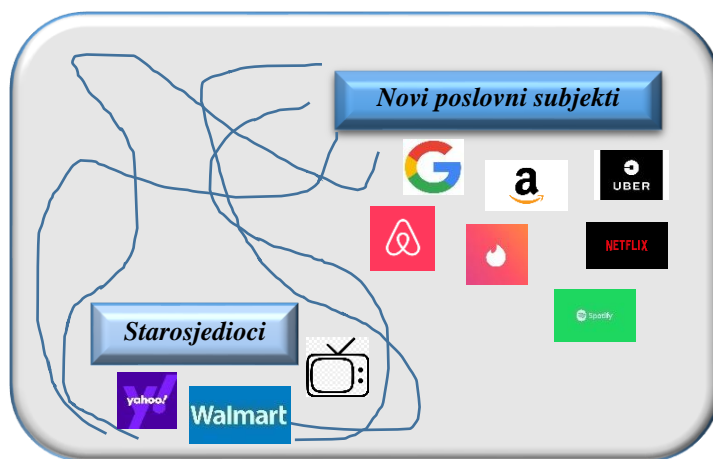 Novi poslovni subjekti
G
a
UBER
NETFLIX
Spotify
Starosjedioci
yahoo!
y!
Walmart